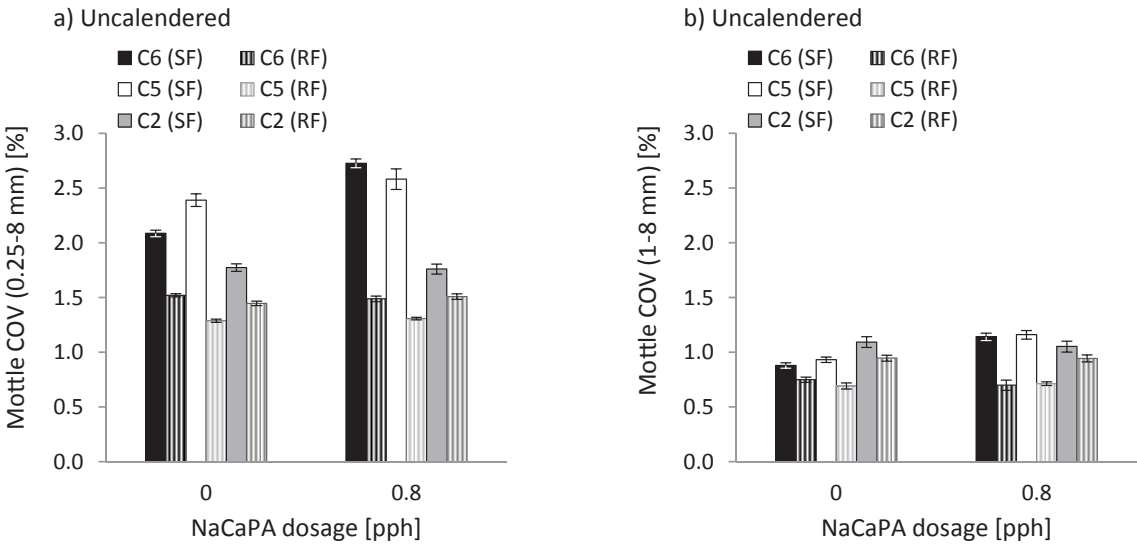 a) Uncalendered
C6 (SF) C6 (RF)
C5 (SF) C5 (RF)
C2 (SF) C2 (RF)
Mottle COV (0.25-8 mm) [%]
3.0
2.5
2.0
1.5
1.0
0.5
0.0
0 0.8
NaCaPA dosage [pph]
b) Uncalendered
C6 (SF) C6 (RF)
C5 (SF) C5 (RF)
C2 (SF) C2 (RF)
Mottle COV (1-8 mm) [%]
3.0
2.5
2.0
1.5
1.0
0.5
0.0
0 0.8
NaCaPA dosage [pph]